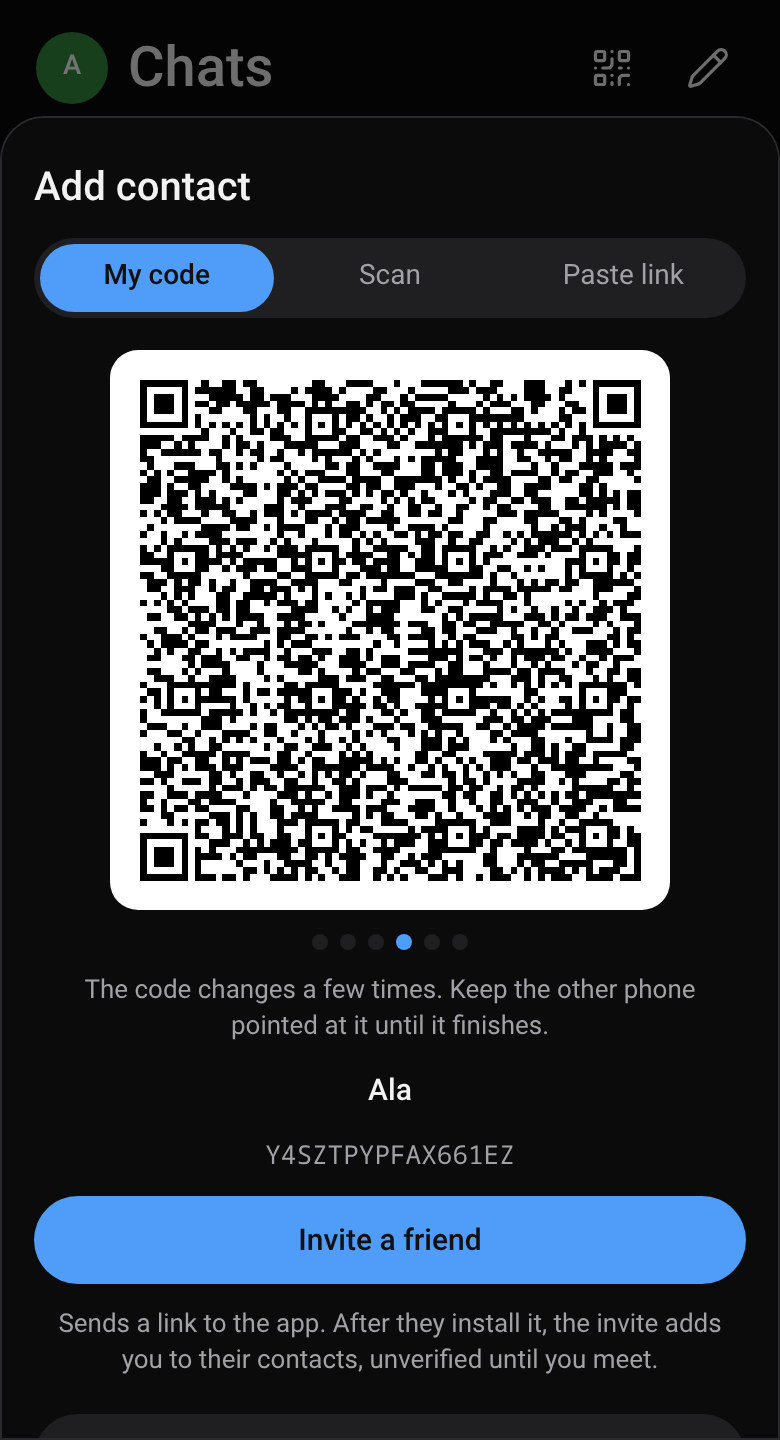 A
Chats
Add contact
My code
Scan
Paste link
The code changes a few times. Keep the other phone
pointed at it until it finishes.
Ala
Y4SZTPYPFAX661EZ
Invite a friend
Sends a link to the app. After they install it, the invite adds
you to their contacts, unverified until you meet.